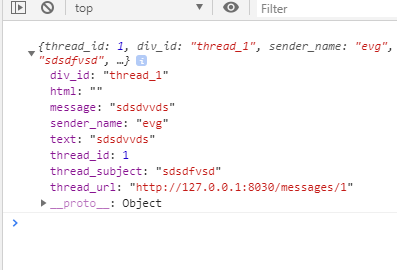 top
Filter
{thread_id: 1, div_id: "thread_1", sender_name: "evg",
"sdsdfvsd", …}
div_id: "thread_1"
html: ""
message: "sdsdvvds"
sender_name: "evg"
text: "sdsdvvds"
thread_id: 1
thread_subject: "sdsdfvsd"
thread_url: "http://127.0.0.1:8030/messages/1"
__proto__: Object